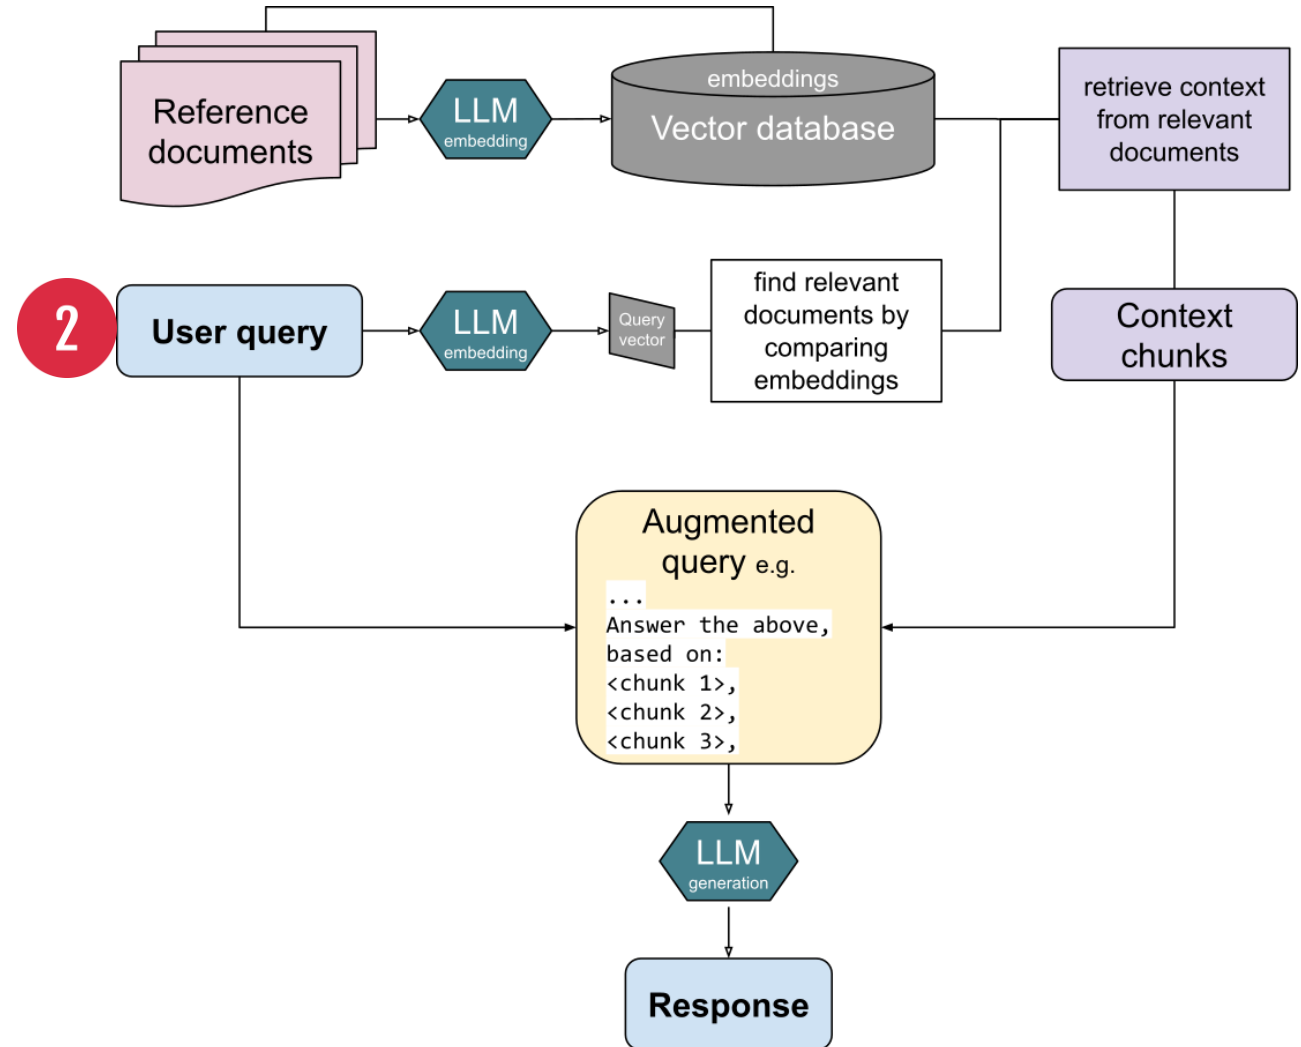 Reference
documents
LLM
embedding
embeddings
Vector database
retrieve context
from relevant
documents
2
User query
LLM
embedding
Query
vector
find relevant
documents by
comparing
embeddings
Context
chunks
Augmented
query e.g.
...
Answer the above,
based on:
<chunk 1>,
<chunk 2>,
<chunk 3>,
LLM
generation
Response